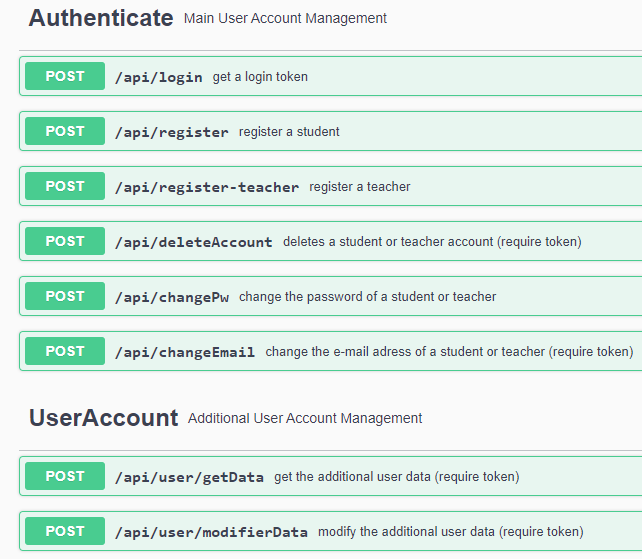 Authenticate Main User Account Management
POST /api/login get a login token
POST /api/register register a student
POST /api/register-teacher register a teacher
POST /api/deleteAccount deletes a student or teacher account (require token)
POST /api/changePw change the password of a student or teacher
POST /api/changeEmail change the e-mail adress of a student or teacher (require token)
UserAccount Additional User Account Management
POST /api/user/getData get the additional user data (require token)
POST /api/user/modifierData modify the additional user data (require token)